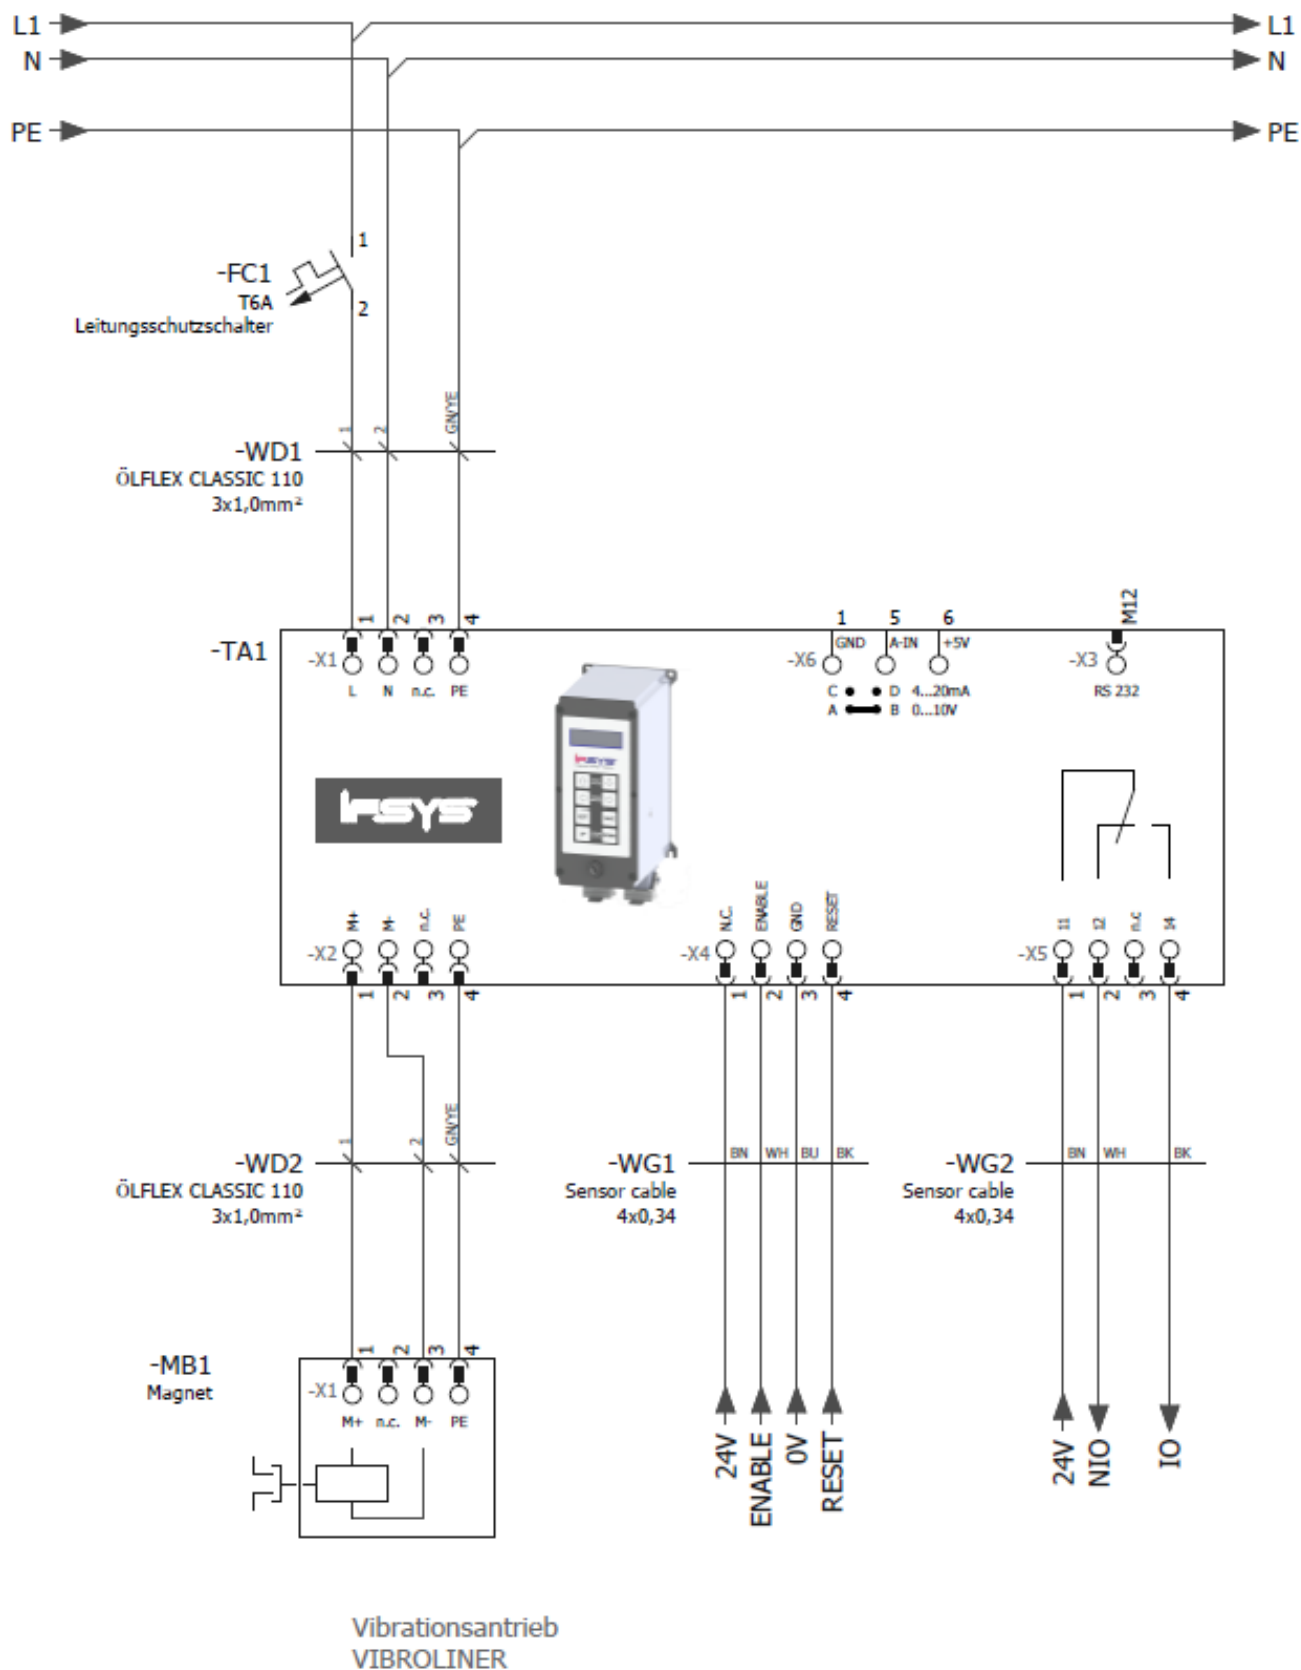 L1
L1
N
N
PE
PE
1
-FC1
T6A
2
Leitungsschutzschalter
1
2
GN/YE
-WD1
ÖLFLEX CLASSIC 110
3x1,0mm²
-TA1
1
2
3
4
-X1
L
N
n.c.
PE
1
5
6
GND
A-IN
+5V
-X6
C
D
4...20mA
A
B
0...10V
M12
-X3
RS 232
IFSYS
M+
M-
n.c.
PE
-X2
1
2
3
4
N.C.
ENABLE
GND
RESET
-X4
1
2
3
4
11
12
n.c
14
-X5
1
2
3
4
1
2
GN/YE
-WD2
ÖLFLEX CLASSIC 110
3x1,0mm²
BN
WH
BU
BK
-WG1
Sensor cable
4x0,34
BN
WH
BK
-WG2
Sensor cable
4x0,34
-MB1
Magnet
1
2
3
4
-X1
M+
n.c.
M-
PE
24V
ENABLE
0V
RESET
24V
NIO
IO
Vibrationsantrieb
VIBROLINER